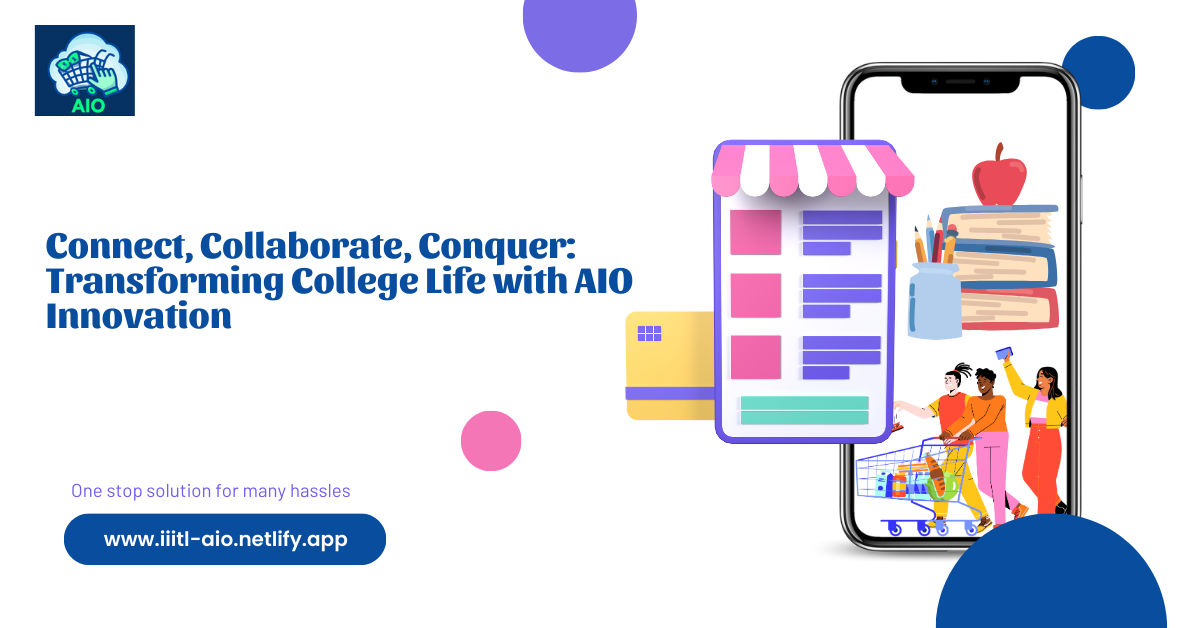 AIO
Connect, Collaborate, Conquer:
Transforming College Life with AIO
Innovation
One stop solution for many hassles
www.iiitl-aio.netlify.app